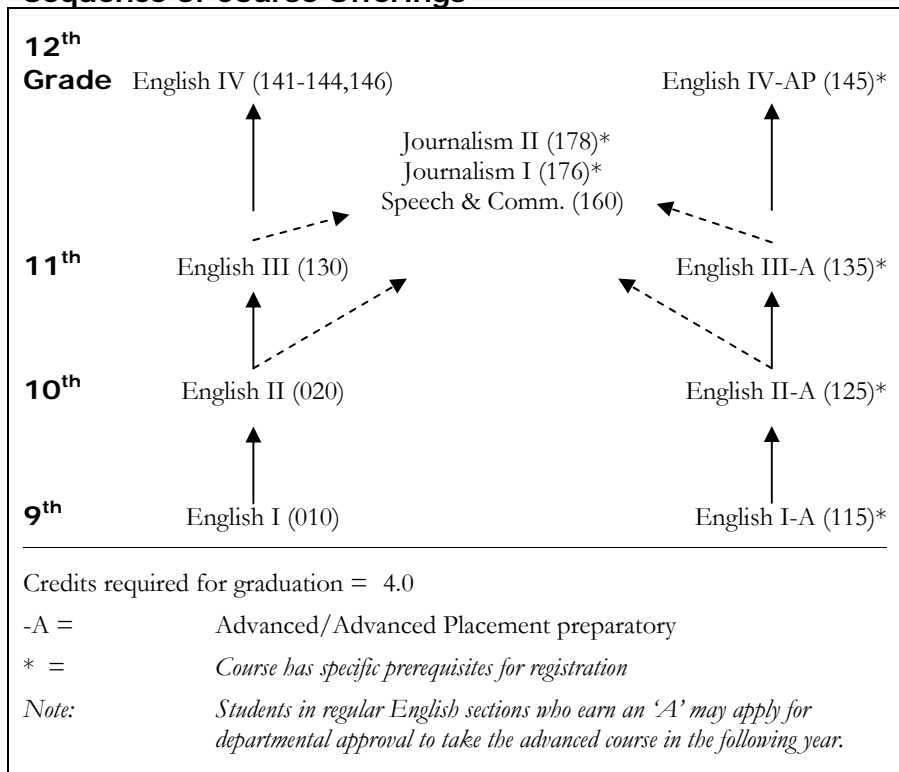 Sequence of Course Offerings
12th
Grade English IV (141-144,146) English IV-AP (145)*
Journalism II (178)*
Journalism I (176)*
Speech & Comm. (160)
11th English III (130) English III-A (135)*
10th English II (020) English II-A (125)*
9th English I (010) English I-A (115)*
Credits required for graduation = 4.0
-A = Advanced/Advanced Placement preparatory
* = Course has specific prerequisites for registration
Note: Students in regular English sections who earn an ‘A’ may apply for
departmental approval to take the advanced course in the following year.